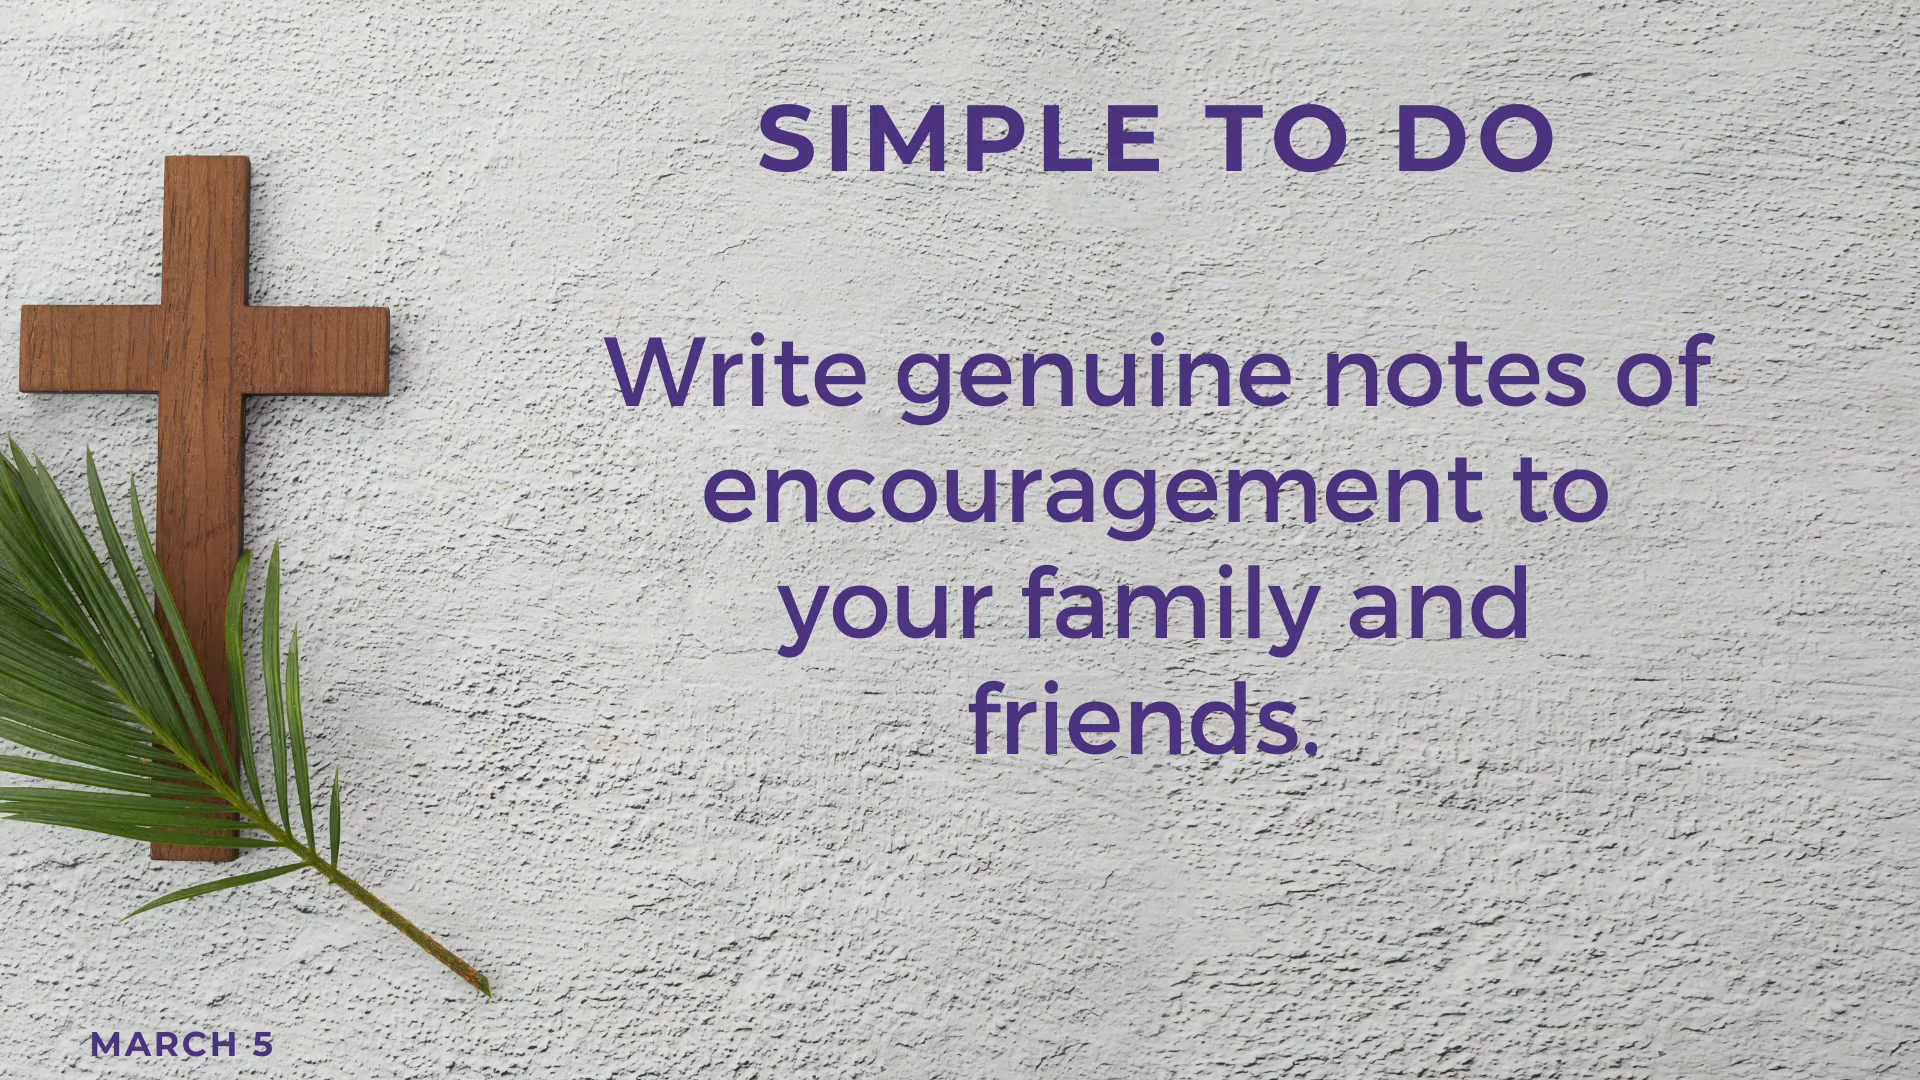 SIMPLE TO DO
Write genuine notes of
encouragement to
your family and
friends.
MARCH 5